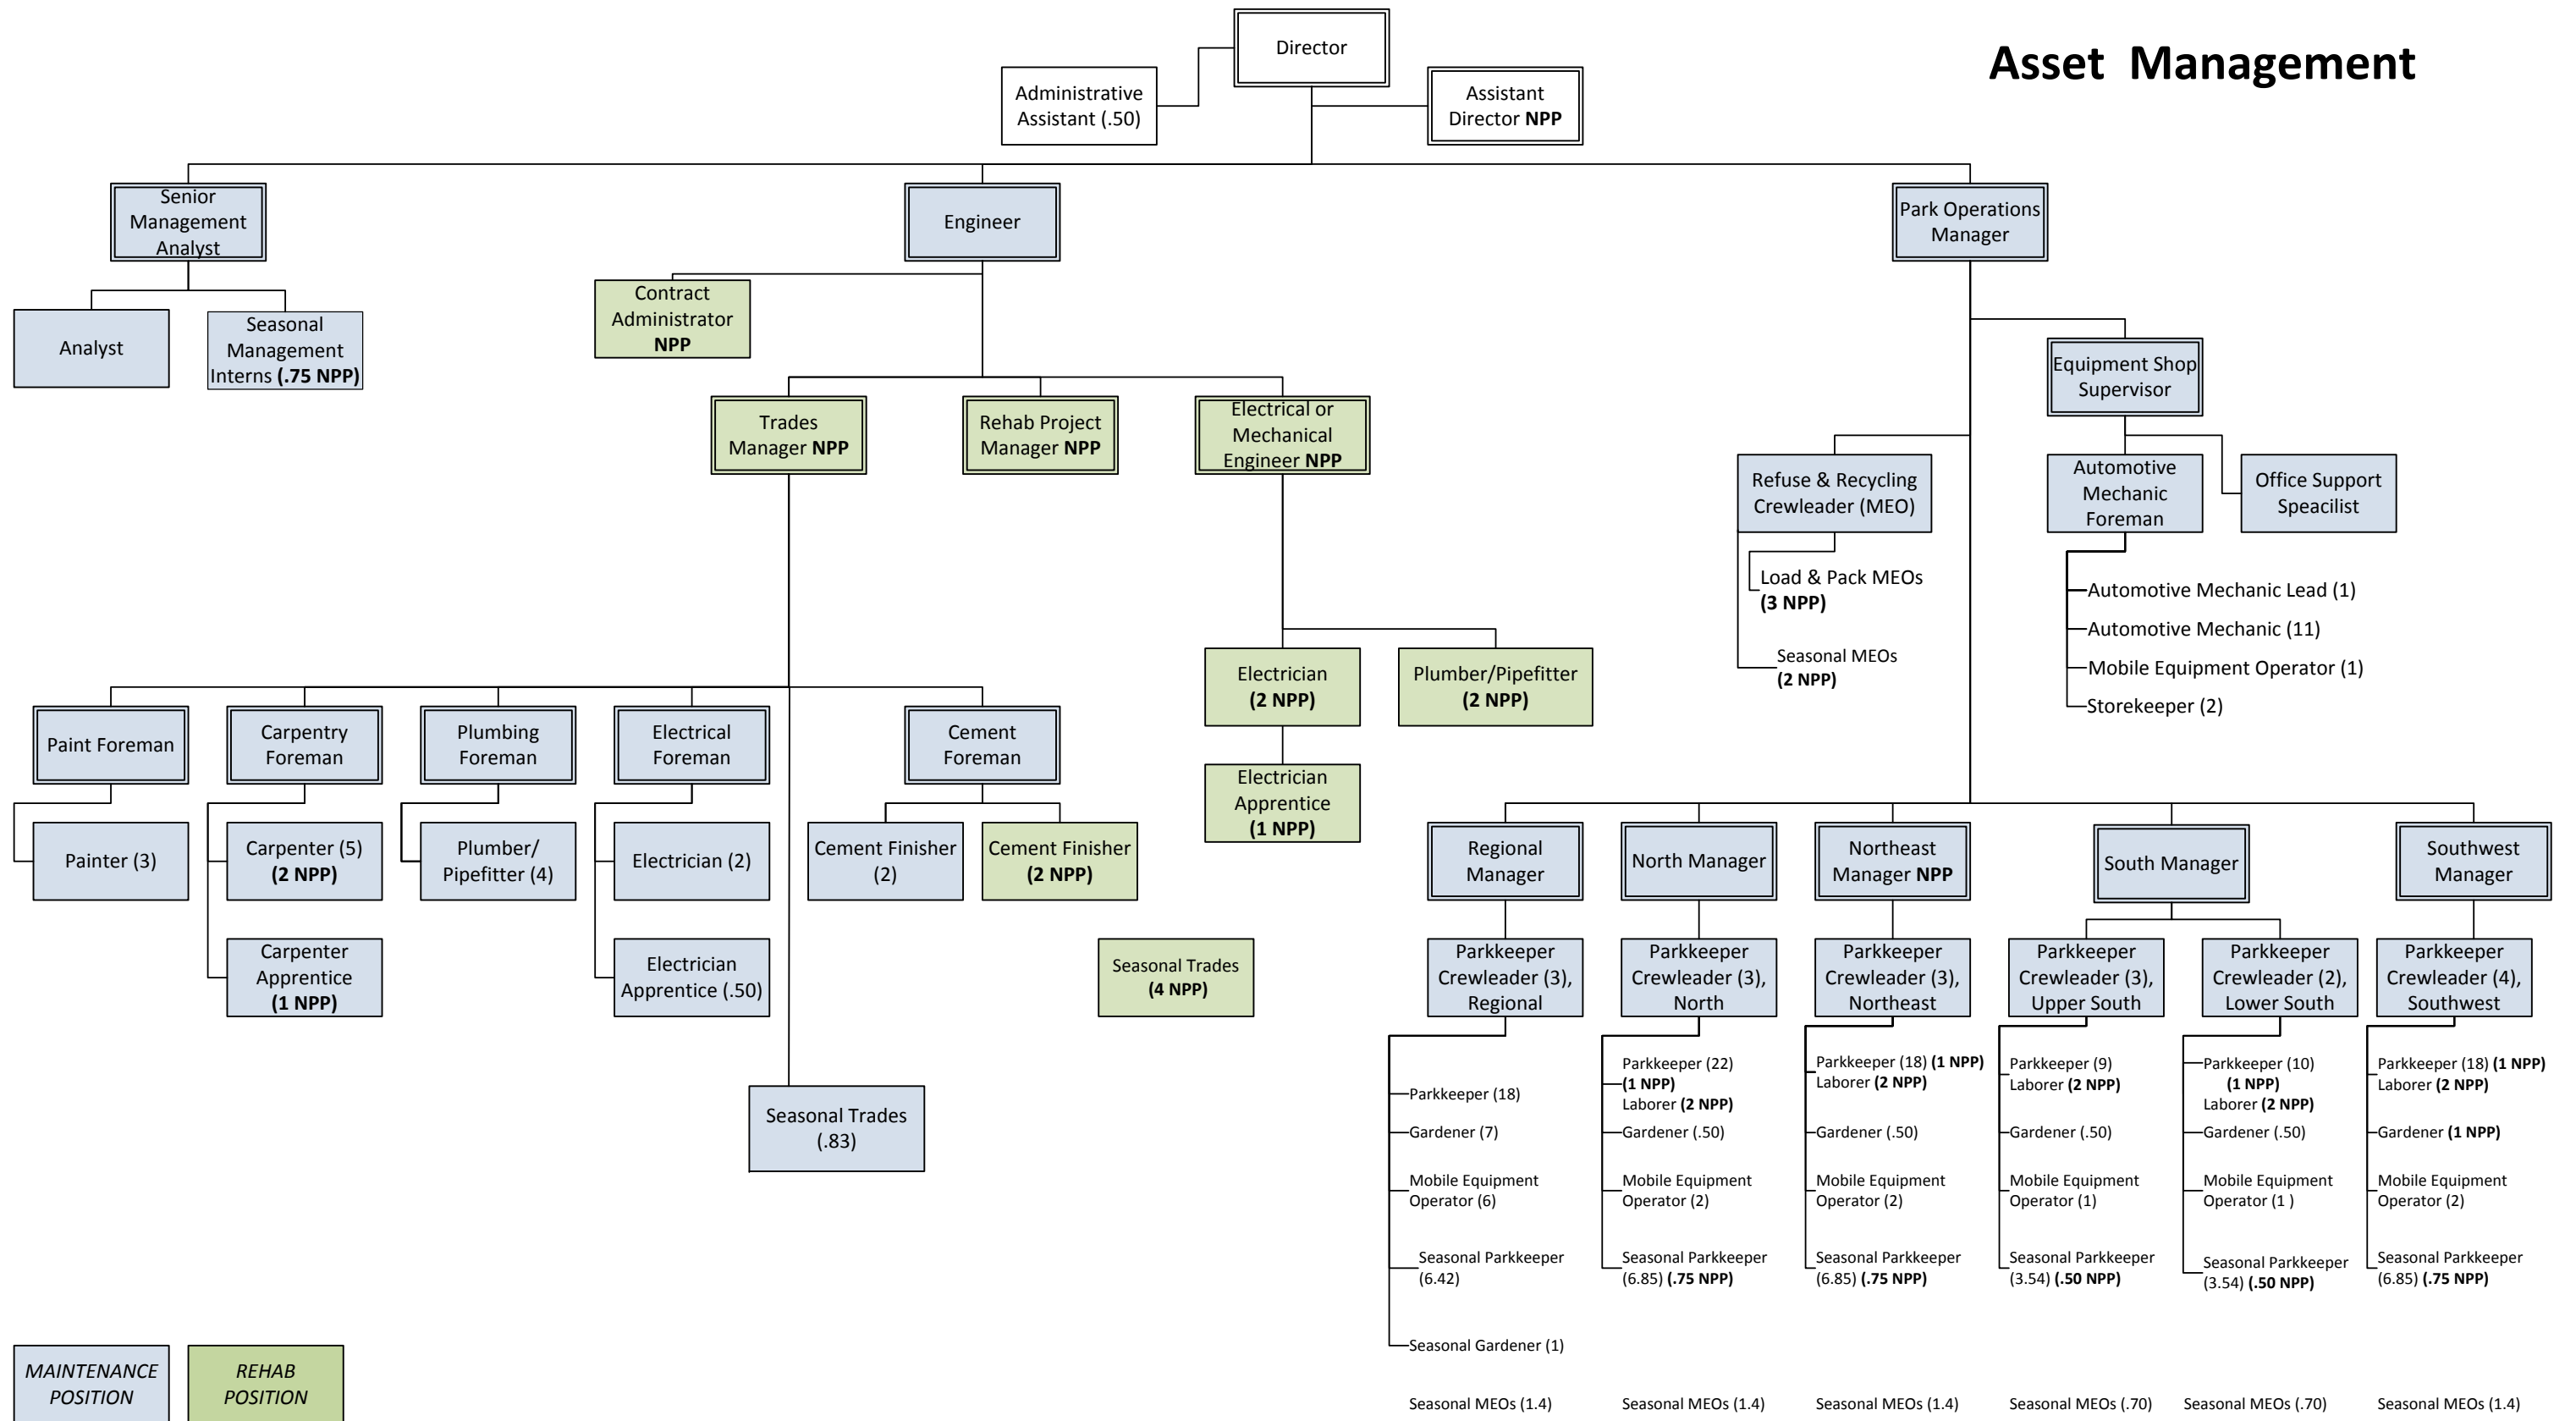 Asset Management
Director
Administrative
Assistant (.50)
Assistant
Director NPP
Senior
Management
Analyst
Engineer
Park Operations
Manager
Analyst
Seasonal
Management
Interns (.75 NPP)
Contract
Administrator
NPP
Equipment Shop
Supervisor
Trades
Manager NPP
Rehab Project
Manager NPP
Electrical or
Mechanical
Engineer NPP
Refuse & Recycling
Crewleader (MEO)
Automotive
Mechanic
Foreman
Office Support
Speacilist
Load & Pack MEOs
(3 NPP)
Seasonal MEOs
(2 NPP)
Automotive Mechanic Lead (1)
Automotive Mechanic (11)
Mobile Equipment Operator (1)
Storekeeper (2)
Electrician
(2 NPP)
Plumber/Pipefitter
(2 NPP)
Electrician
Apprentice
(1 NPP)
Paint Foreman
Carpentry
Foreman
Plumbing
Foreman
Electrical
Foreman
Cement
Foreman
Painter (3)
Carpenter (5)
(2 NPP)
Plumber/
Pipefitter (4)
Electrician (2)
Cement Finisher
(2)
Cement Finisher
(2 NPP)
Carpenter
Apprentice
(1 NPP)
Electrician
Apprentice (.50)
Seasonal Trades
(4 NPP)
Seasonal Trades
(.83)
Regional
Manager
North Manager
Northeast
Manager NPP
South Manager
Southwest
Manager
Parkkeeper
Crewleader (3),
Regional
Parkkeeper
Crewleader (3),
North
Parkkeeper
Crewleader (3),
Northeast
Parkkeeper
Crewleader (3),
Upper South
Parkkeeper
Crewleader (2),
Lower South
Parkkeeper
Crewleader (4),
Southwest
Parkkeeper (18)
Gardener (7)
Mobile Equipment
Operator (6)
Seasonal Parkkeeper
(6.42)
Seasonal Gardener (1)
Seasonal MEOs (1.4)
Parkkeeper (22)
(1 NPP)
Laborer (2 NPP)
Gardener (.50)
Mobile Equipment
Operator (2)
Seasonal Parkkeeper
(6.85) (.75 NPP)
Seasonal MEOs (1.4)
Parkkeeper (18) (1 NPP)
Laborer (2 NPP)
Gardener (.50)
Mobile Equipment
Operator (2)
Seasonal Parkkeeper
(6.85) (.75 NPP)
Seasonal MEOs (1.4)
Parkkeeper (9)
Laborer (2 NPP)
Gardener (.50)
Mobile Equipment
Operator (1)
Seasonal Parkkeeper
(3.54) (.50 NPP)
Seasonal MEOs (.70)
Parkkeeper (10)
(1 NPP)
Laborer (2 NPP)
Gardener (.50)
Mobile Equipment
Operator (1 )
Seasonal Parkkeeper
(3.54) (.50 NPP)
Seasonal MEOs (.70)
Parkkeeper (18) (1 NPP)
Laborer (2 NPP)
Gardener (1 NPP)
Mobile Equipment
Operator (2)
Seasonal Parkkeeper
(6.85) (.75 NPP)
Seasonal MEOs (1.4)
MAINTENANCE
POSITION
REHAB
POSITION